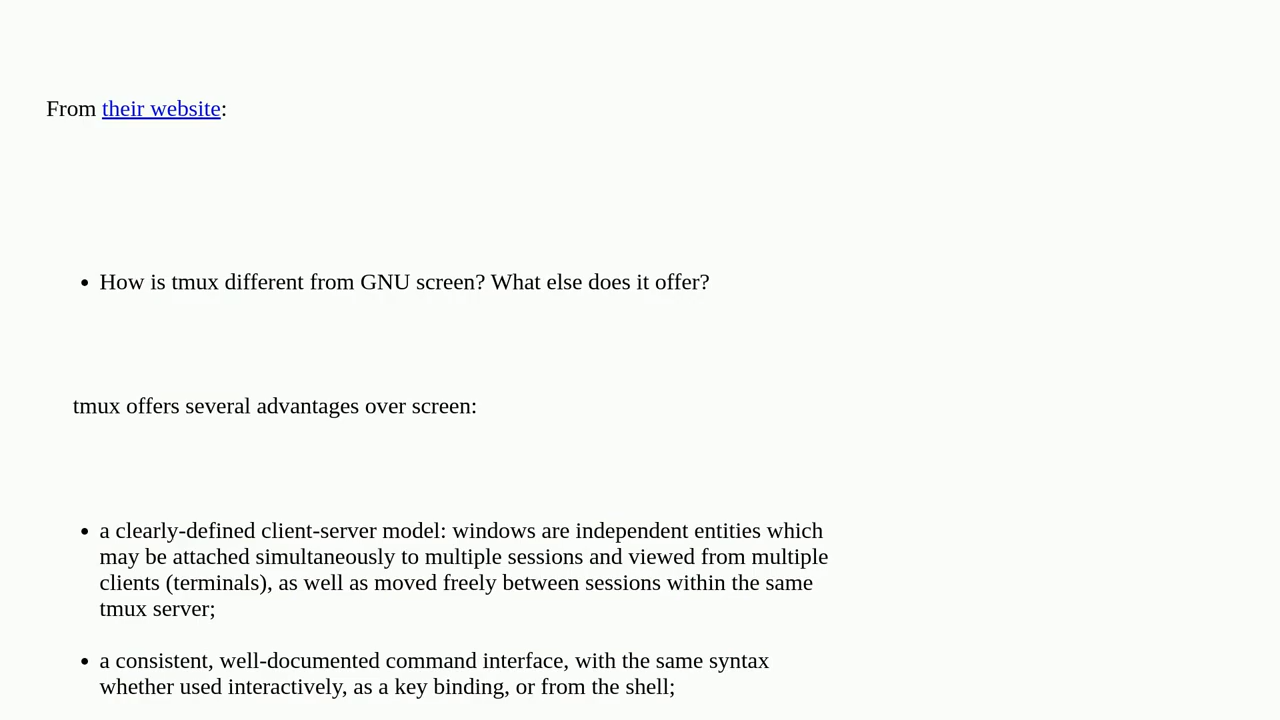 From their website:
• How is tmux different from GNU screen? What else does it offer?
tmux offers several advantages over screen:
• a clearly-defined client-server model: windows are independent entities which
may be attached simultaneously to multiple sessions and viewed from multiple
clients (terminals), as well as moved freely between sessions within the same
tmux server;
• a consistent, well-documented command interface, with the same syntax
whether used interactively, as a key binding, or from the shell;